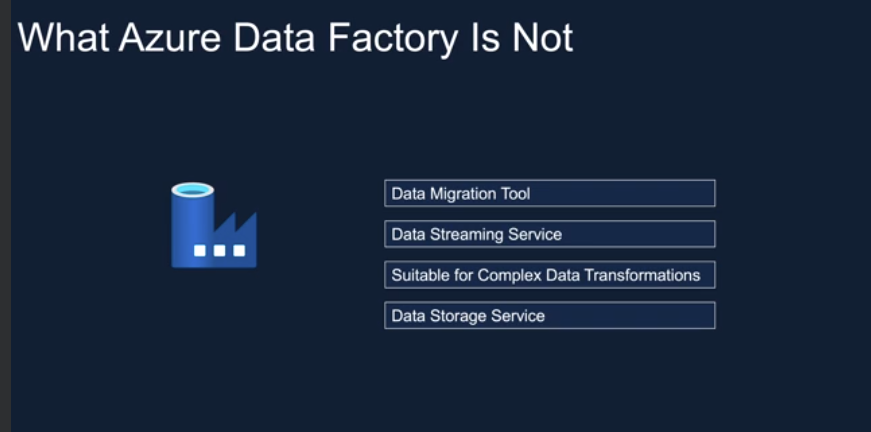 What Azure Data Factory Is Not
Data Migration Tool
Data Streaming Service
Suitable for Complex Data Transformations
Data Storage Service